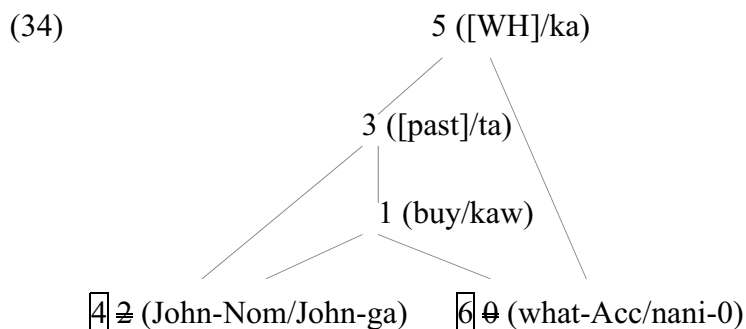 (34) 5 ([WH]/ka)
3 ([past]/ta)
1 (buy/kaw)
4 2 (John-Nom/John-ga) 6 0 (what-Acc/nani-0)